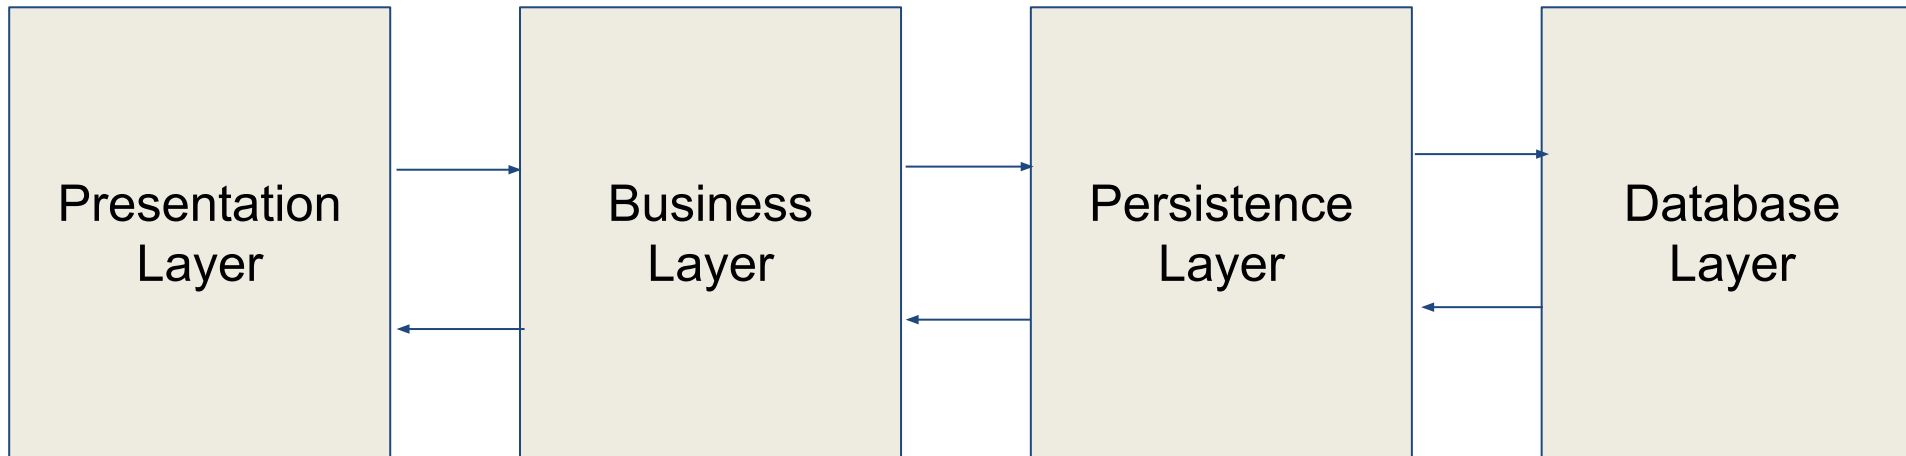 Presentation
Layer
Business
Layer
Persistence
Layer
Database
Layer